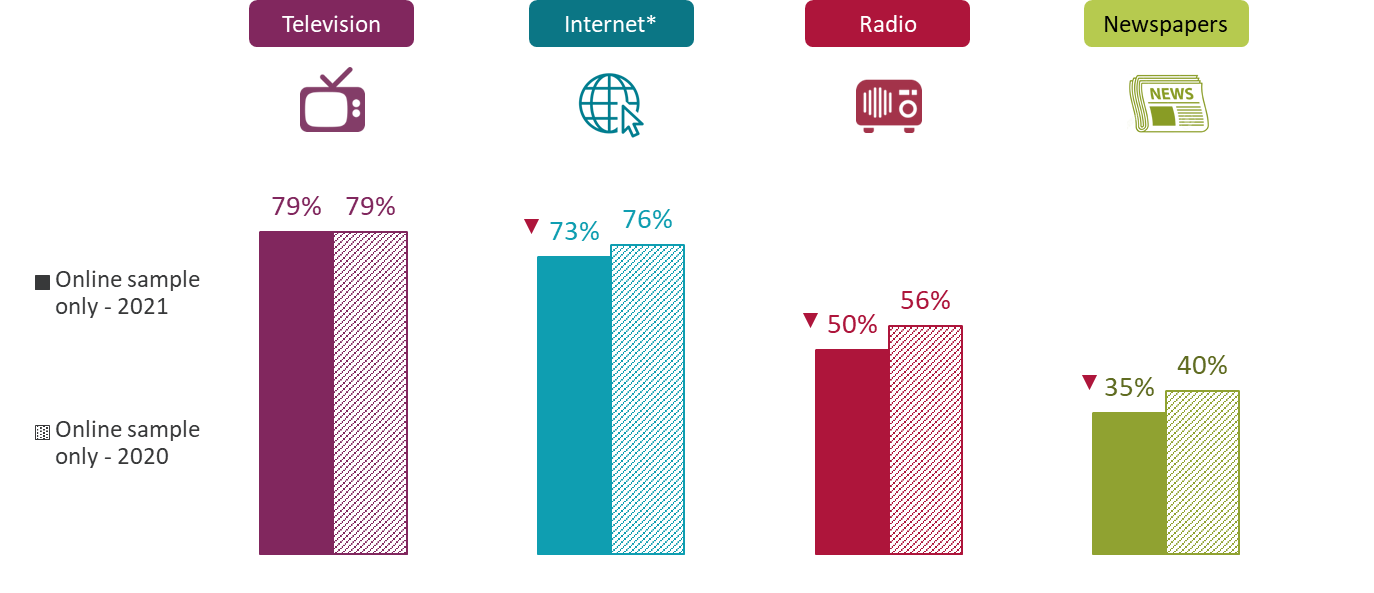 Television
Internet*
Radio
Newspapers
NEWS
79% 79%
73% 76%
50% 56%
35% 40%
Online sample
only - 2021
Online sample
only - 2020